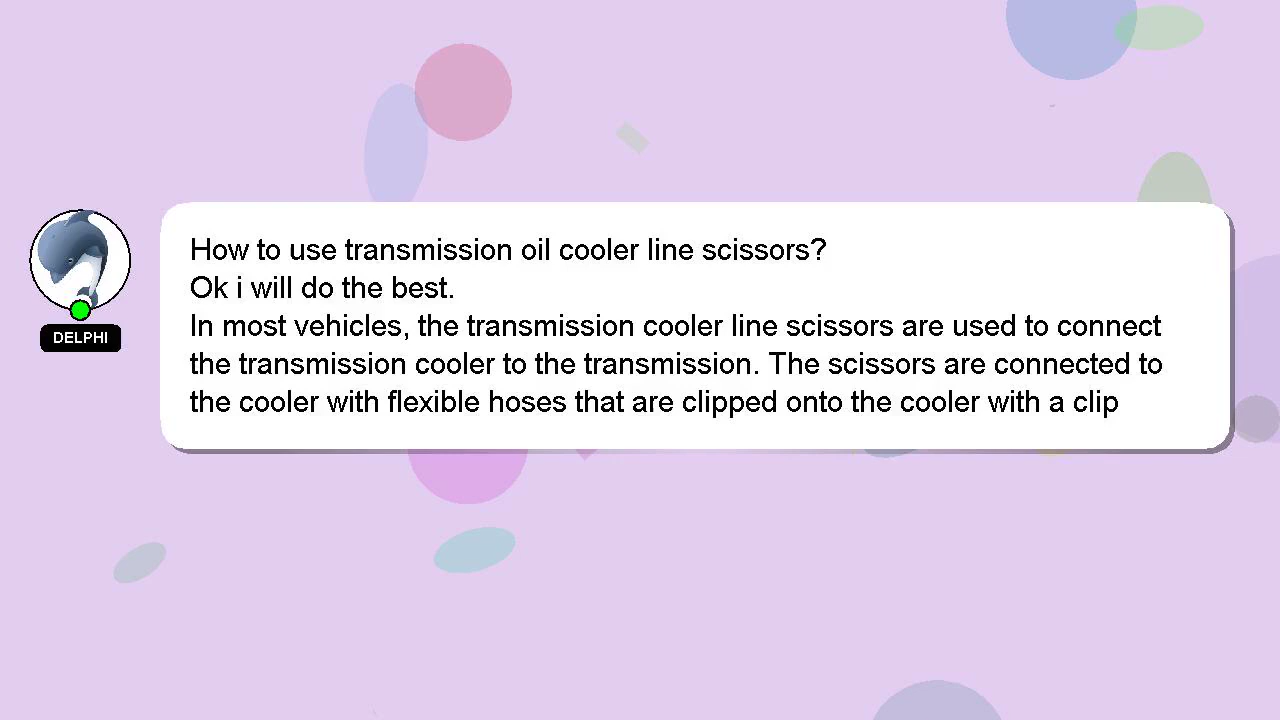 How to use transmission oil cooler line scissors?
Ok i will do the best.
In most vehicles, the transmission cooler line scissors are used to connect
the transmission cooler to the transmission. The scissors are connected to
the cooler with flexible hoses that are clipped onto the cooler with a clip
DELPHI